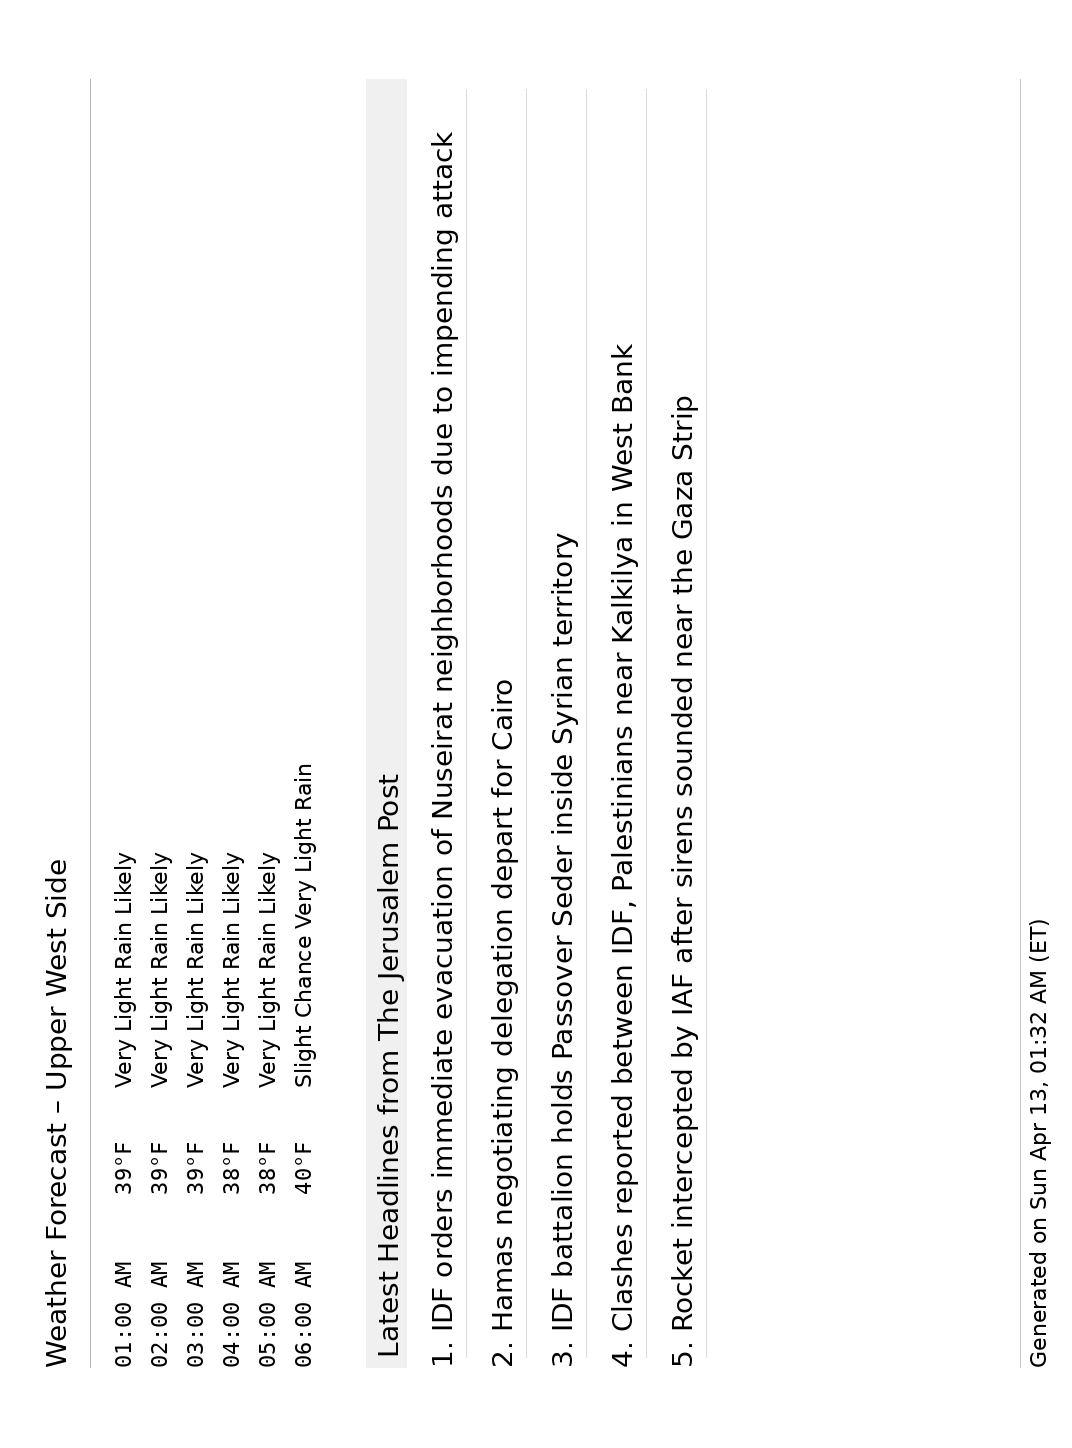 Weather Forecast – Upper West Side
01:00 AM 39°F Very Light Rain Likely
02:00 AM 39°F Very Light Rain Likely
03:00 AM 39°F Very Light Rain Likely
04:00 AM 38°F Very Light Rain Likely
05:00 AM 38°F Very Light Rain Likely
06:00 AM 40°F Slight Chance Very Light Rain
Latest Headlines from The Jerusalem Post
1. IDF orders immediate evacuation of Nuseirat neighborhoods due to impending attack
2. Hamas negotiating delegation depart for Cairo
3. IDF battalion holds Passover Seder inside Syrian territory
4. Clashes reported between IDF, Palestinians near Kalkilya in West Bank
5. Rocket intercepted by IAF after sirens sounded near the Gaza Strip
Generated on Sun Apr 13, 01:32 AM (ET)